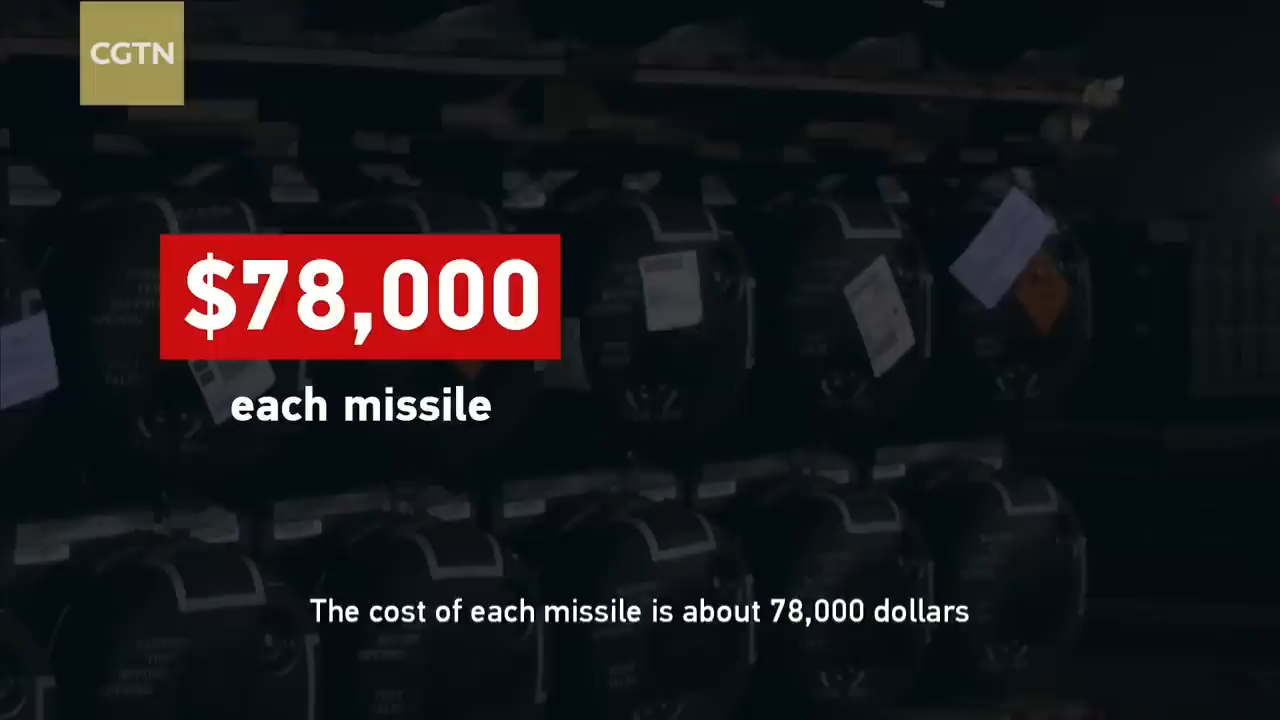 CGTN
$78,000
each missile
The cost of each missile is about 78,000 dollars